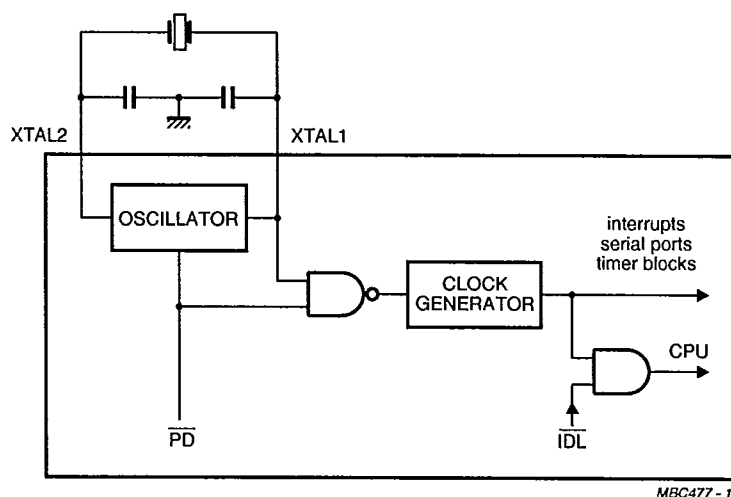 XTAL2
XTAL1
OSCILLATOR
interrupts
serial ports
timer blocks
CLOCK
GENERATOR
CPU
PD
IDL
MBC477 - 1